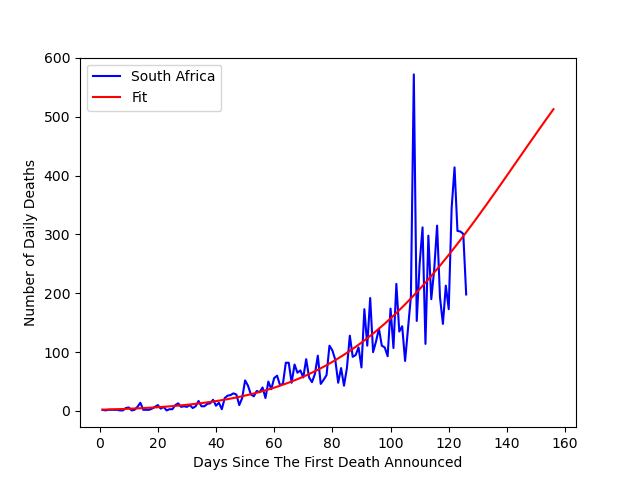 600
500
400
300
200
100
0
Number of Daily Deaths
South Africa
Fit
0 20 40 60 80 100 120 140 160
Days Since The First Death Announced